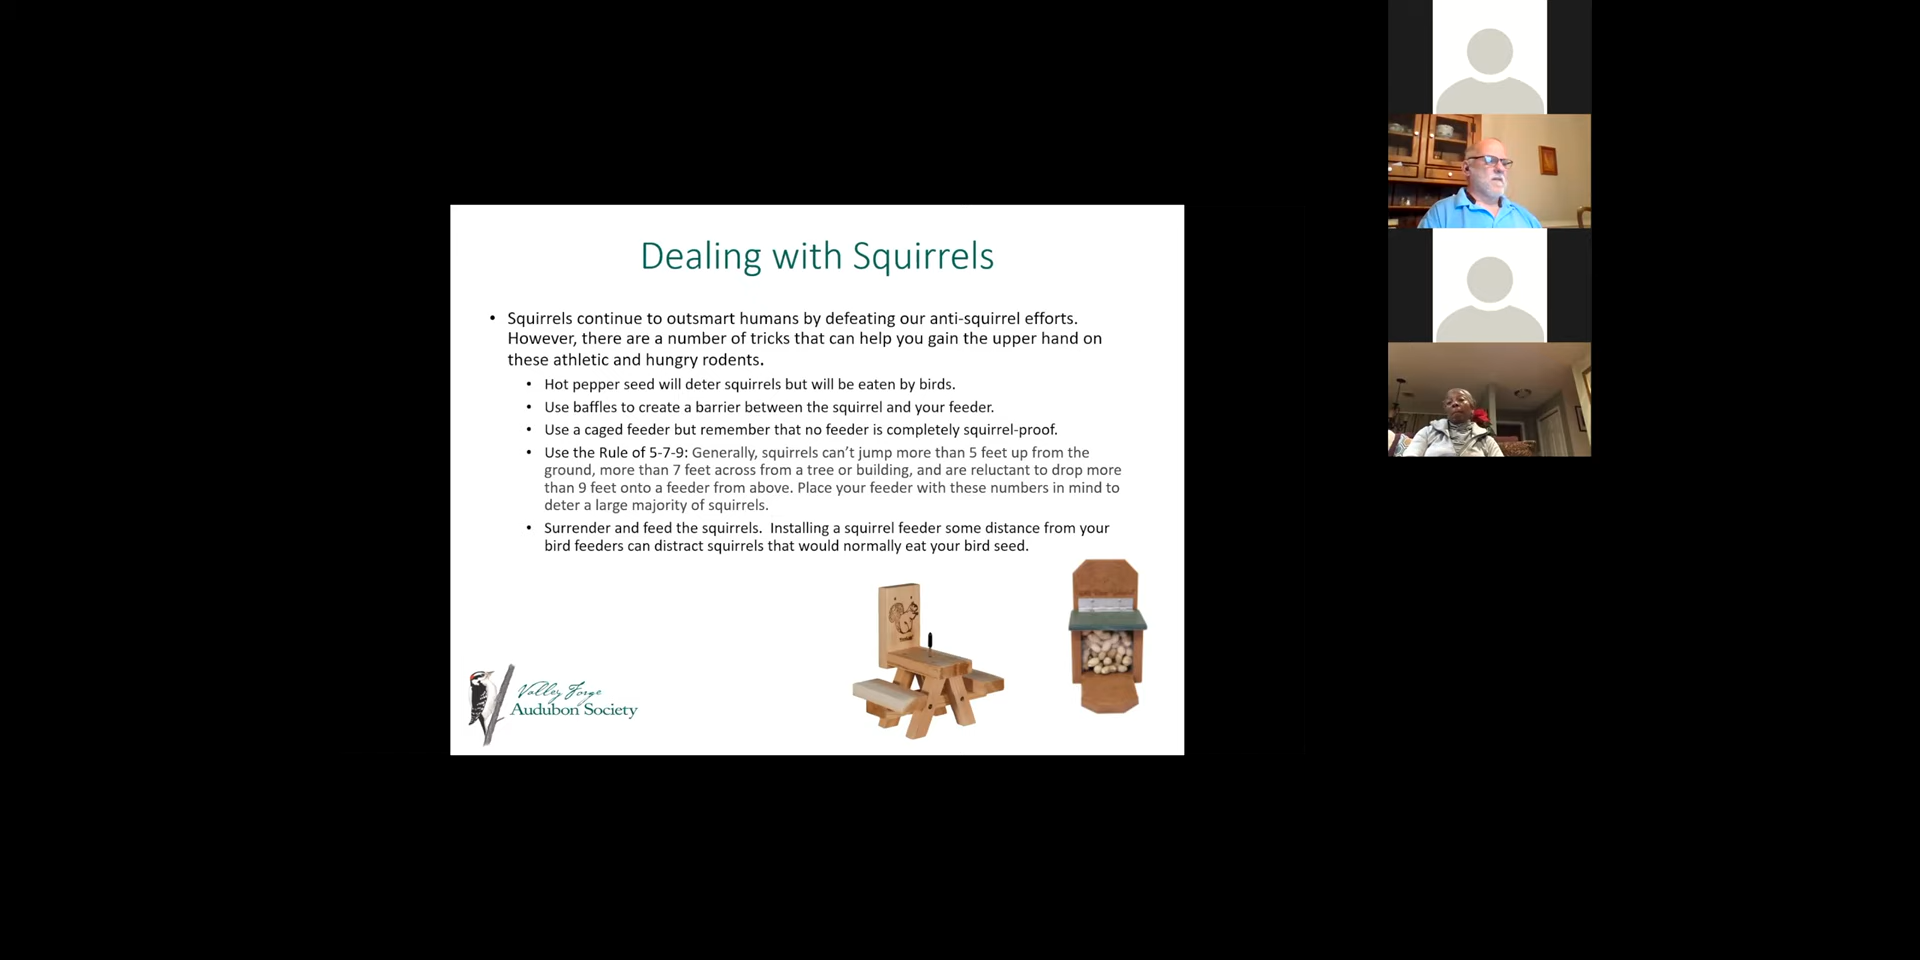 Dealing with Squirrels
• Squirrels continue to outsmart humans by defeating our anti-squirrel efforts.
However, there are a number of tricks that can help you gain the upper hand on
these athletic and hungry rodents.
• Hot pepper seed will deter squirrels but will be eaten by birds.
• Use baffles to create a barrier between the squirrel and your feeder.
• Use a caged feeder but remember that no feeder is completely squirrel-proof.
• Use the Rule of 5-7-9: Generally, squirrels can’t jump more than 5 feet up from the
ground, more than 7 feet across from a tree or building, and are reluctant to drop more
than 9 feet onto a feeder from above. Place your feeder with these numbers in mind to
deter a large majority of squirrels.
• Surrender and feed the squirrels.  Installing a squirrel feeder some distance from your
bird feeders can distract squirrels that would normally eat your bird seed.
Valley Forge
Audubon Society